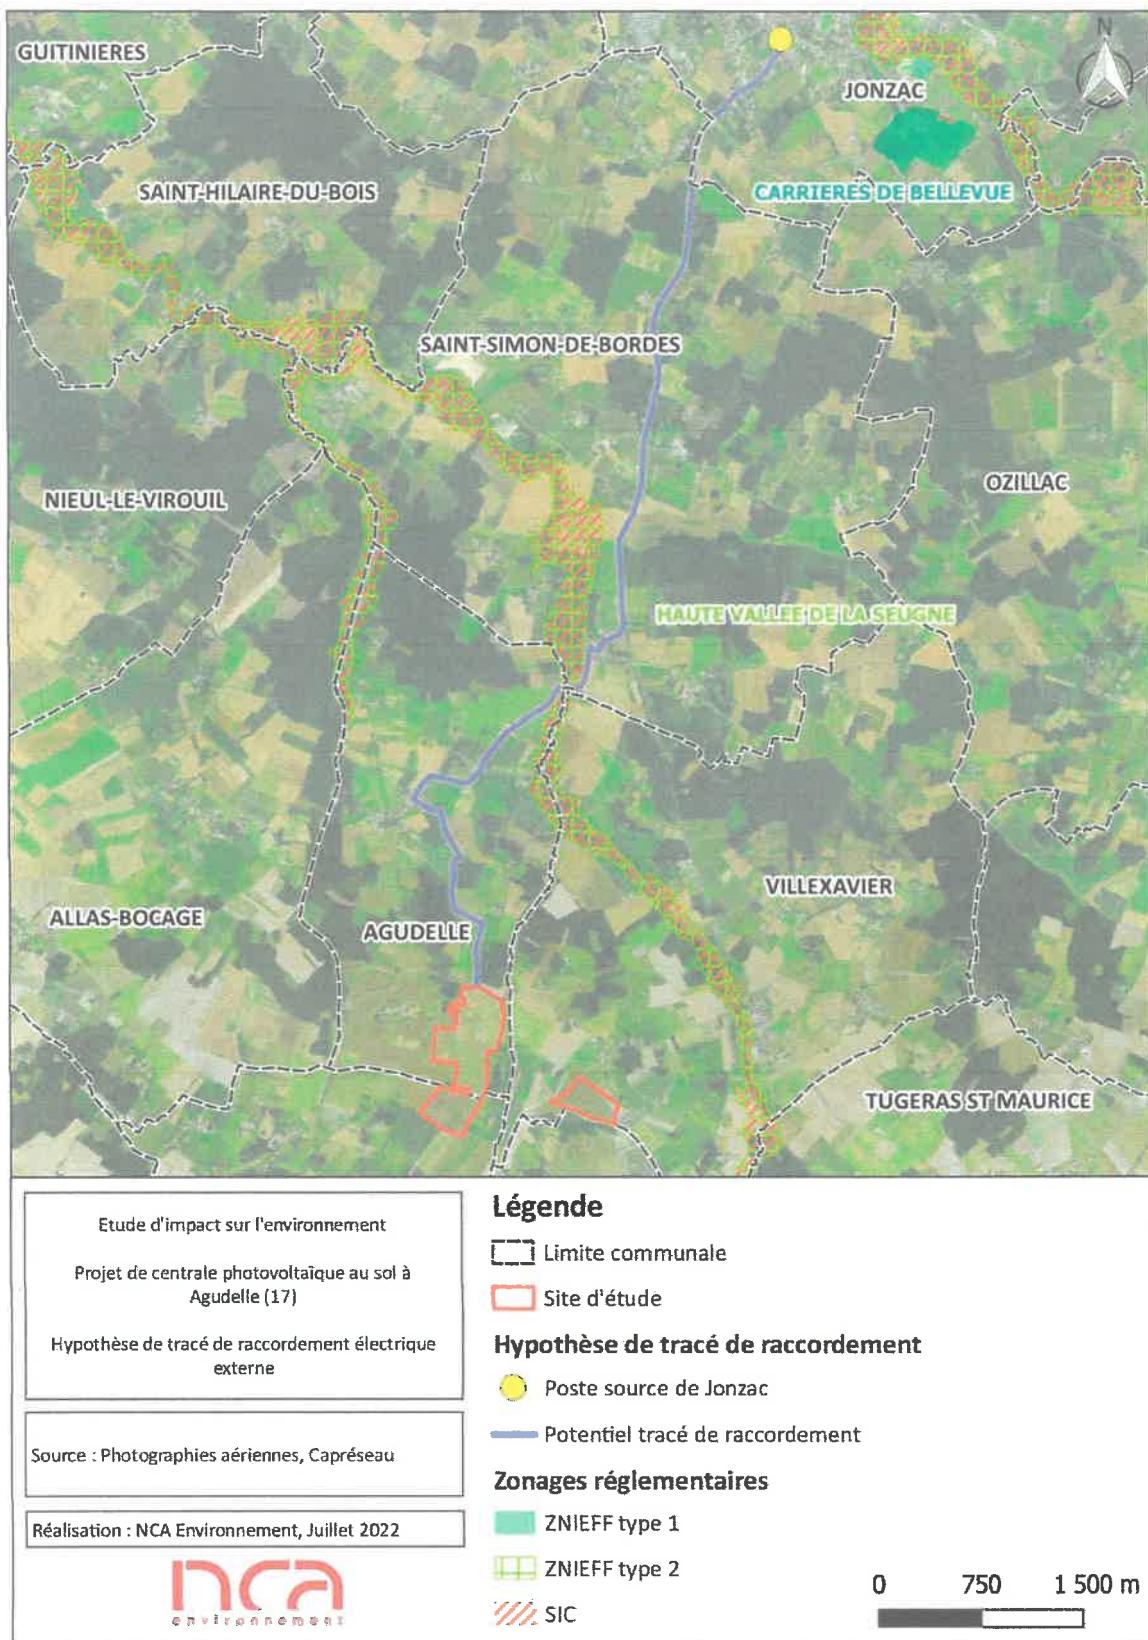 N
GUITINIERES
JONZAC
SAINT-HILAIRE-DU-BOIS
CARRIERES DE BELLEVUE
SAINT-SIMON-DE-BORDES
NIEUL-LE-VIROUIL
OZILLAC
HAUTE VALLEE DE LA SEUGNE
VILLEXAVIER
ALLAS-BOCAGE
AGUDELLE
TUGERAS ST MAURICE
Etude d'impact sur l'environnement
Projet de centrale photovoltaïque au sol à
Agudelle (17)
Hypothèse de tracé de raccordement électrique
externe
Source : Photographies aériennes, Capréseau
Réalisation : NCA Environnement, Juillet 2022
nca
environnement
Légende
Limite communale
Site d'étude
Hypothèse de tracé de raccordement
Poste source de Jonzac
Potentiel tracé de raccordement
Zonages réglementaires
ZNIEFF type 1
ZNIEFF type 2
SIC
0 750 1 500 m